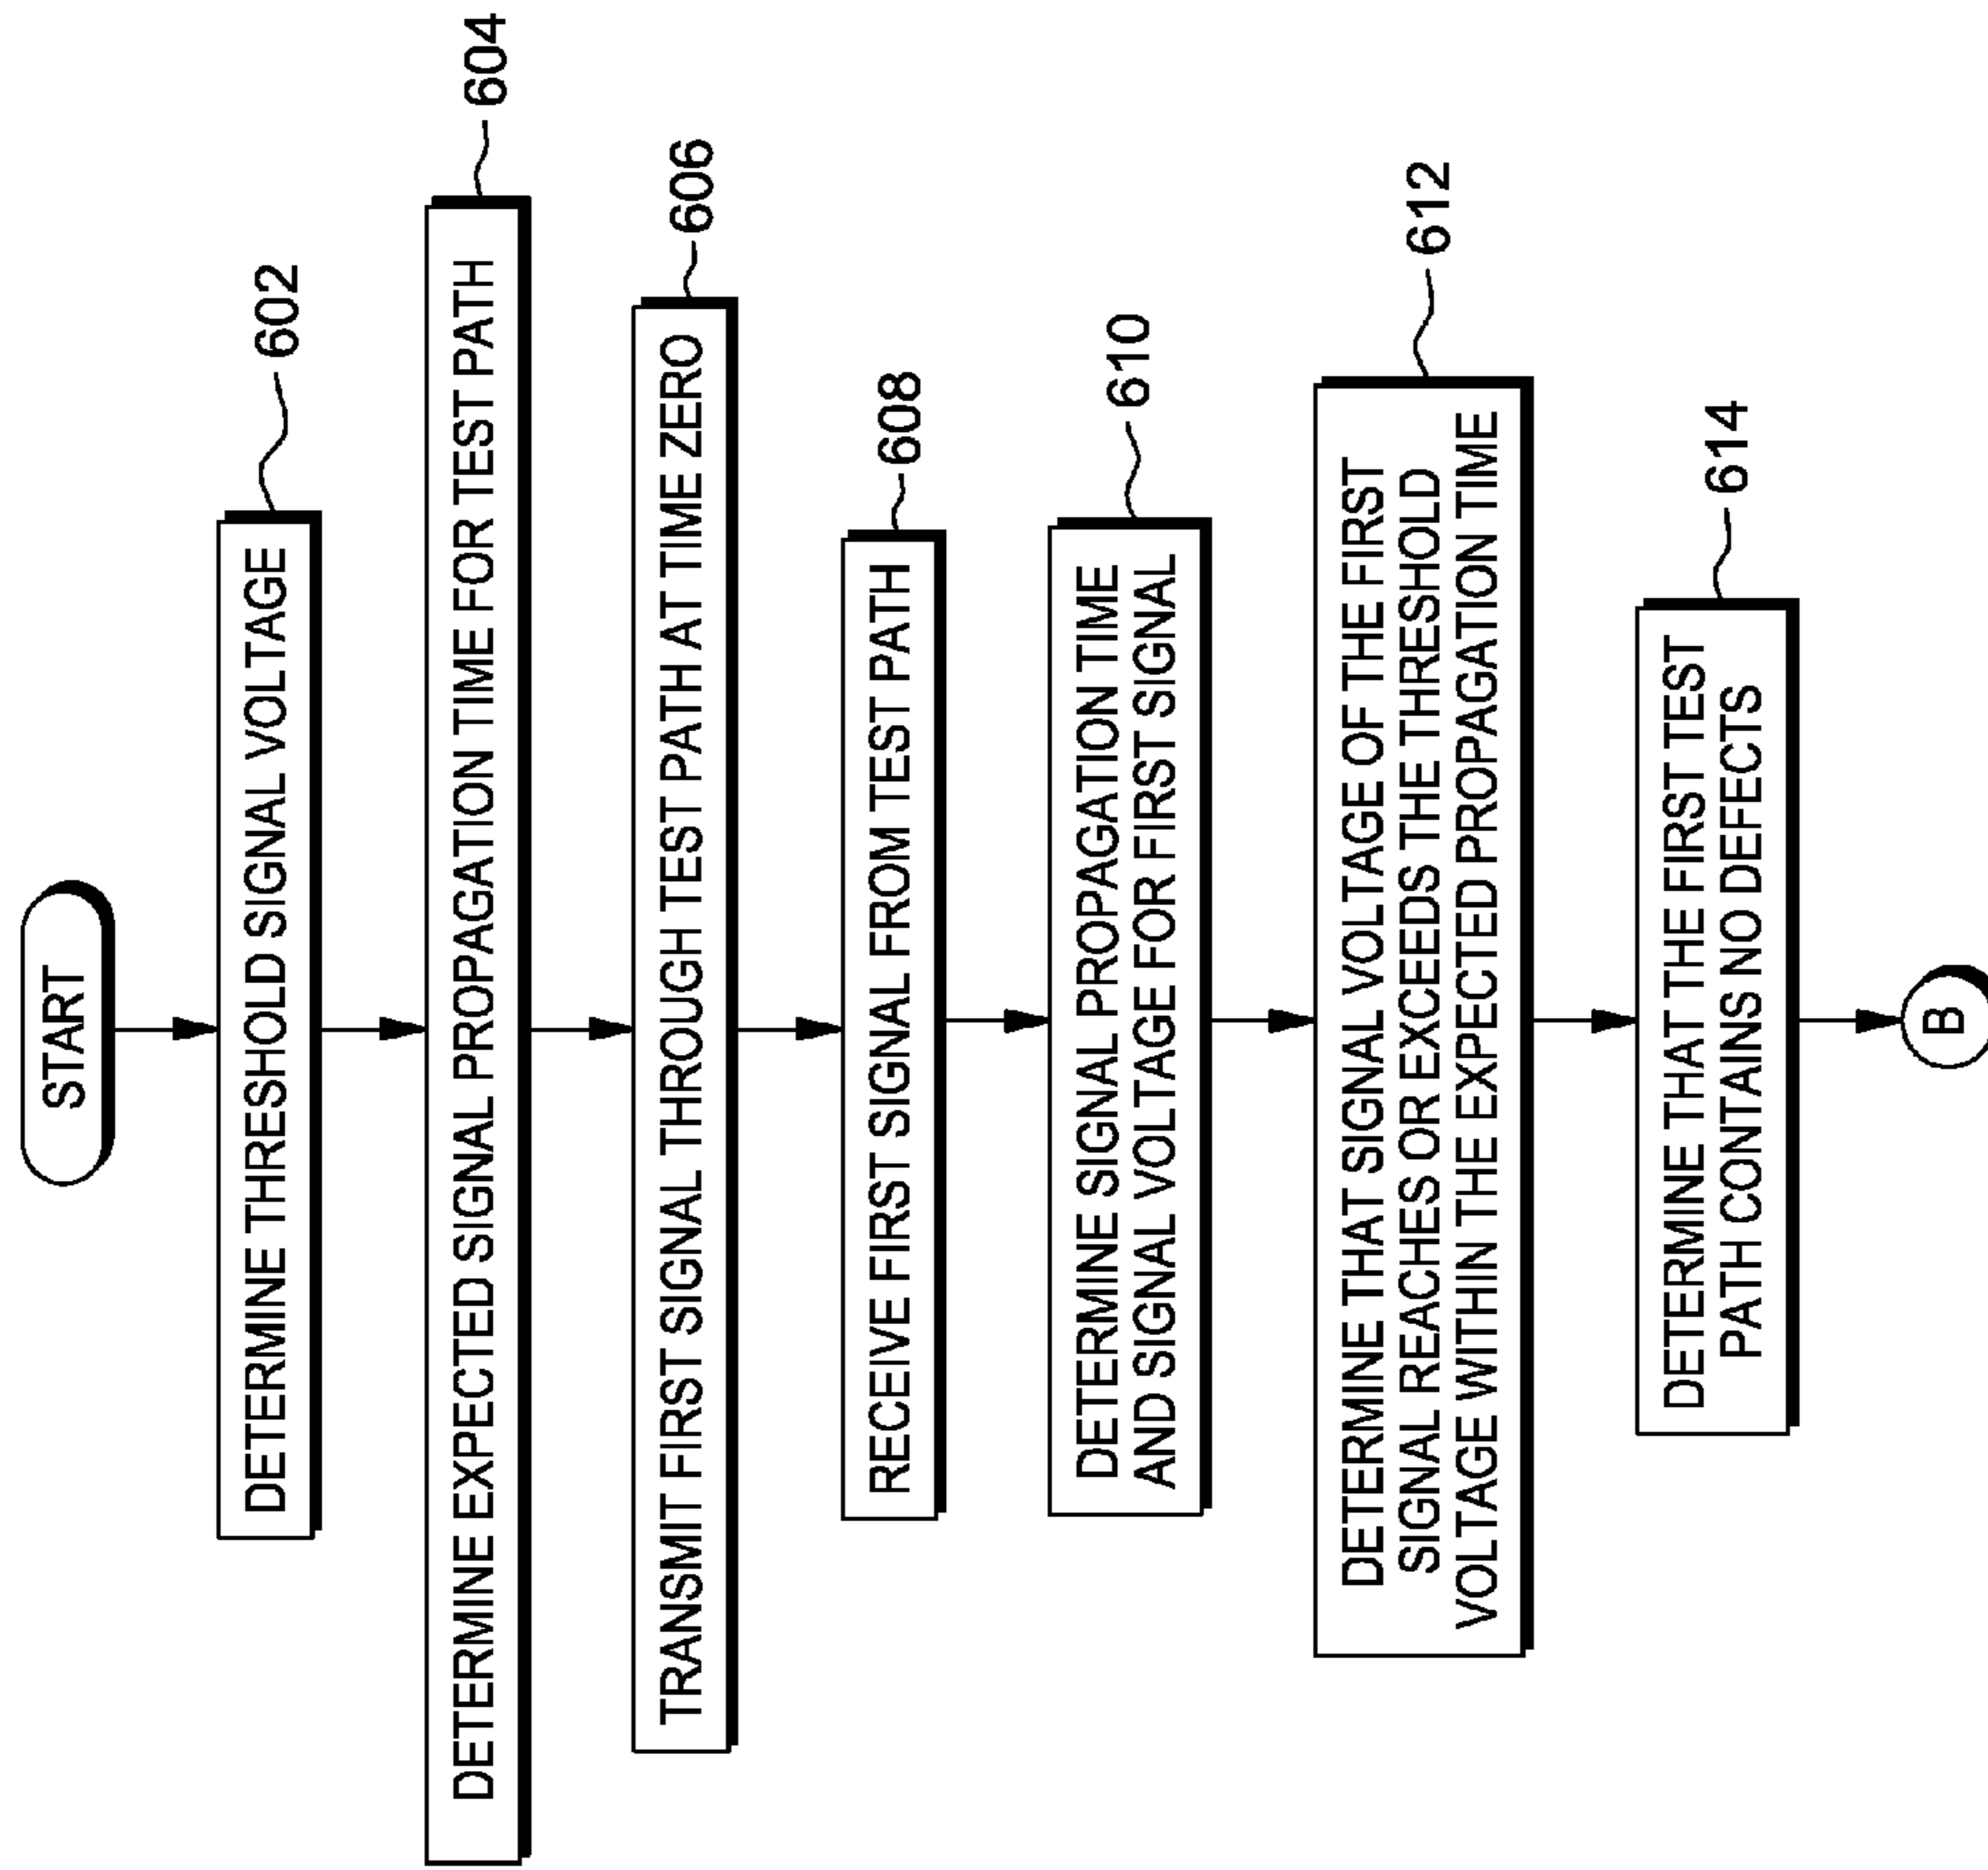 START
DETERMINE THRESHOLD SIGNAL VOLTAGE
602
DETERMINE EXPECTED SIGNAL PROPAGATION TIME FOR TEST PATH
604
TRANSMIT FIRST SIGNAL THROUGH TEST PATH AT TIME ZERO
606
RECEIVE FIRST SIGNAL FROM TEST PATH
608
DETERMINE SIGNAL PROPAGATION TIME
AND SIGNAL VOLTAGE FOR FIRST SIGNAL
610
DETERMINE THAT SIGNAL VOLTAGE OF THE FIRST
SIGNAL REACHES OR EXCEEDS THE THRESHOLD
VOLTAGE WITHIN THE EXPECTED PROPAGATION TIME
612
DETERMINE THAT THE FIRST TEST
PATH CONTAINS NO DEFECTS
614
B